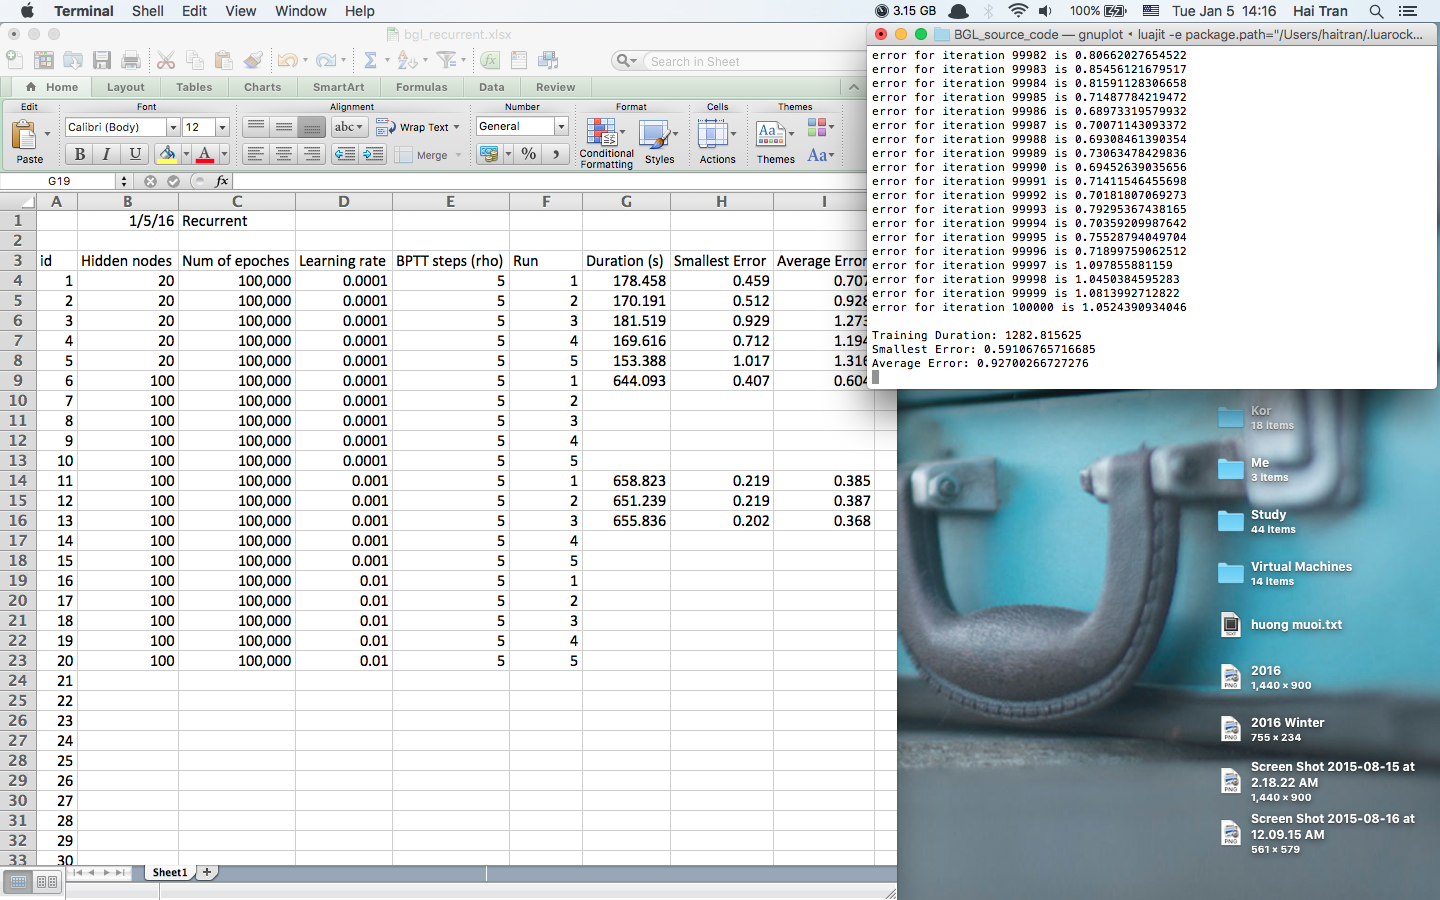 Terminal Shell Edit View Window Help 3.15 GB 100% Tue Jan 5 14:16 Hai Tran
bgl_recurrent.xlsx
Search in Sheet
Home Layout Tables Charts SmartArt Formulas Data Review
Edit Font Alignment Number Format Cells Themes
Calibri (Body) 12 abc Wrap Text General
Paste B I U A Merge % , Conditional Formatting Styles Actions Themes Aa
G19 fx
A B C D E F G H I
1 1/5/16 Recurrent
2
3 id Hidden nodes Num of epoches Learning rate BPTT steps (rho) Run Duration (s) Smallest Error Average Error
4 1 20 100,000 0.0001 5 1 178.458 0.459 0.707
5 2 20 100,000 0.0001 5 2 170.191 0.512 0.928
6 3 20 100,000 0.0001 5 3 181.519 0.929 1.273
7 4 20 100,000 0.0001 5 4 169.616 0.712 1.194
8 5 20 100,000 0.0001 5 5 153.388 1.017 1.316
9 6 100 100,000 0.0001 5 1 644.093 0.407 0.604
10 7 100 100,000 0.0001 5 2
11 8 100 100,000 0.0001 5 3
12 9 100 100,000 0.0001 5 4
13 10 100 100,000 0.0001 5 5
14 11 100 100,000 0.001 5 1 658.823 0.219 0.385
15 12 100 100,000 0.001 5 2 651.239 0.219 0.387
16 13 100 100,000 0.001 5 3 655.836 0.202 0.368
17 14 100 100,000 0.001 5 4
18 15 100 100,000 0.001 5 5
19 16 100 100,000 0.01 5 1
20 17 100 100,000 0.01 5 2
21 18 100 100,000 0.01 5 3
22 19 100 100,000 0.01 5 4
23 20 100 100,000 0.01 5 5
24 21
25 22
26 23
27 24
28 25
29 26
30 27
31 28
32 29
33 30
Sheet1
BGL_source_code — gnuplot ‹ luajit -e package.path="/Users/haitran/.luarock...
error for iteration 99982 is 0.80662027654522
error for iteration 99983 is 0.85456121679517
error for iteration 99984 is 0.81591128306658
error for iteration 99985 is 0.71487784219472
error for iteration 99986 is 0.68973319579932
error for iteration 99987 is 0.70071143093372
error for iteration 99988 is 0.69308461390354
error for iteration 99989 is 0.73063478429836
error for iteration 99990 is 0.69452639035656
error for iteration 99991 is 0.71411546455698
error for iteration 99992 is 0.70181807069273
error for iteration 99993 is 0.79295367438165
error for iteration 99994 is 0.70359209987642
error for iteration 99995 is 0.75528794049704
error for iteration 99996 is 0.71899759062512
error for iteration 99997 is 1.097855881159
error for iteration 99998 is 1.0450384595283
error for iteration 99999 is 1.0813992712822
error for iteration 100000 is 1.0524390934046
Training Duration: 1282.815625
Smallest Error: 0.59106765716685
Average Error: 0.92700266727276
Kor
18 items
Me
3 items
Study
44 items
Virtual Machines
14 items
huong muoi.txt
2016
1,440 × 900
2016 Winter
755 × 234
Screen Shot 2015-08-15 at
2.18.22 AM
1,440 × 900
Screen Shot 2015-08-16 at
12.09.15 AM
561 × 579